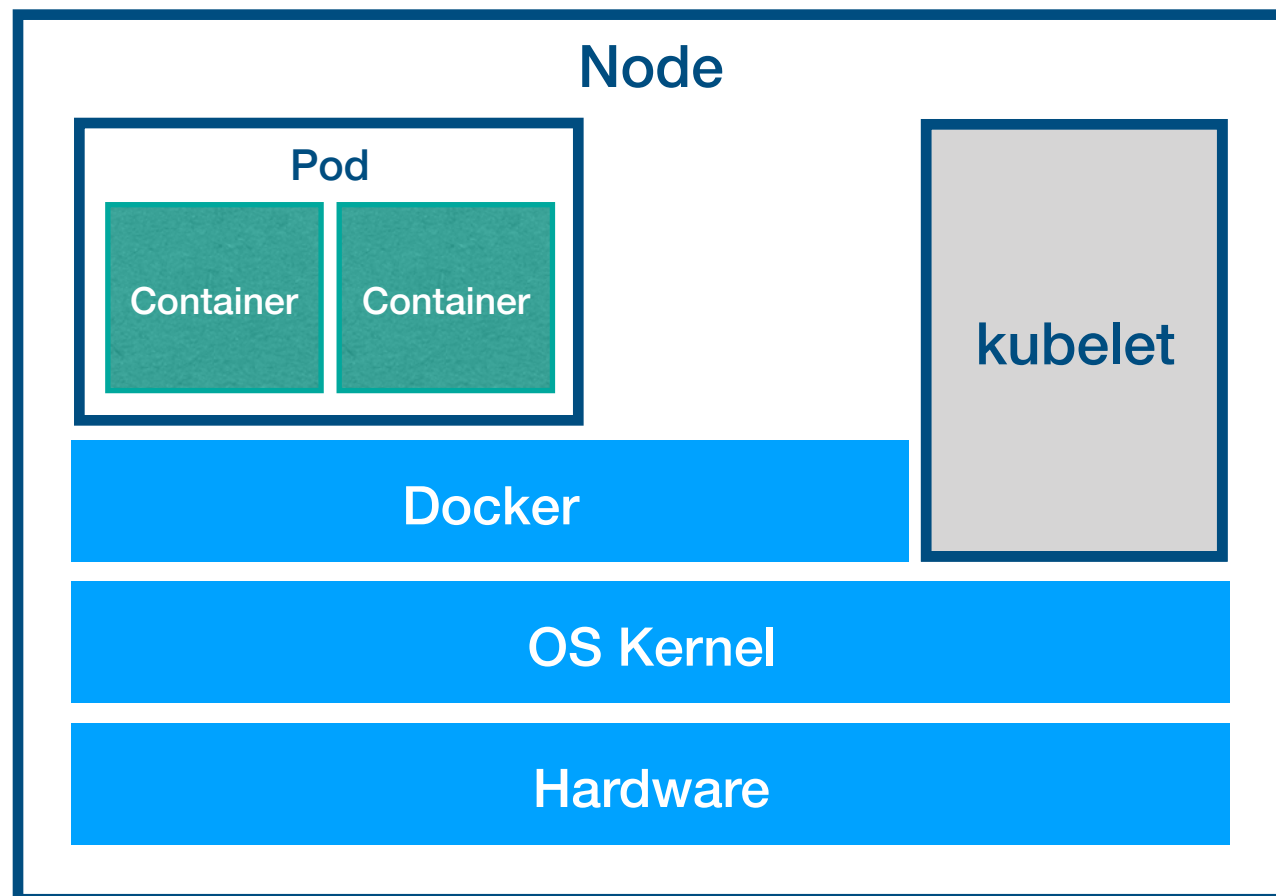 Node
Pod
Container
Container
kubelet
Docker
OS Kernel
Hardware